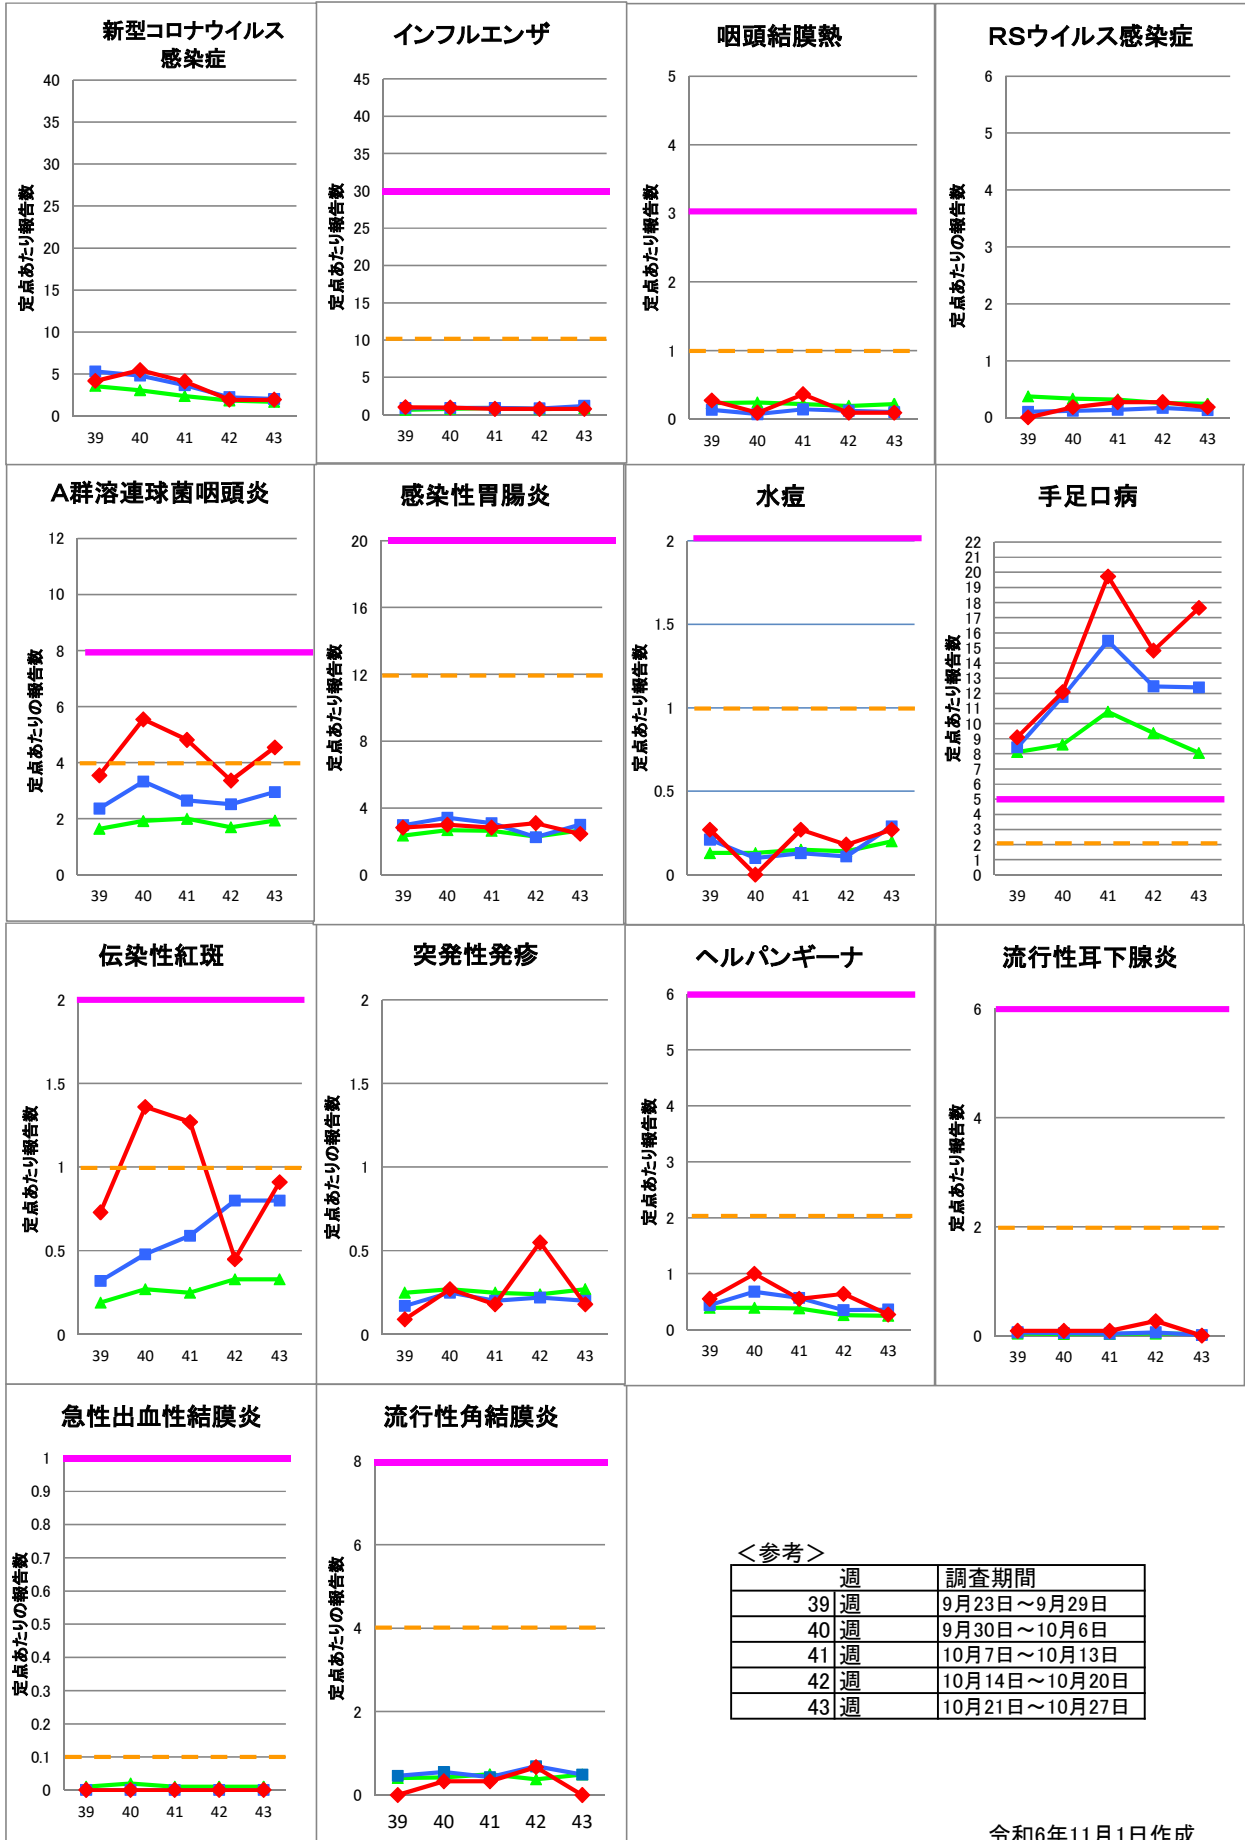 新型コロナウイルス
感染症
定点あたり報告数
40
35
30
25
20
15
10
5
0
39 40 41 42 43
インフルエンザ
定点あたり報告数
45
40
35
30
25
20
15
10
5
0
39 40 41 42 43
咽頭結膜熱
定点あたり報告数
5
4
3
2
1
0
39 40 41 42 43
RSウイルス感染症
定点あたりの報告数
6
5
4
3
2
1
0
39 40 41 42 43
A群溶連球菌咽頭炎
定点あたりの報告数
12
10
8
6
4
2
0
39 40 41 42 43
感染性胃腸炎
定点あたり報告数
20
16
12
8
4
0
39 40 41 42 43
水痘
定点あたり報告数
2
1.5
1
0.5
0
39 40 41 42 43
手足口病
定点あたり報告数
22
21
20
19
18
17
16
15
14
13
12
11
10
9
8
7
6
5
4
3
2
1
0
39 40 41 42 43
伝染性紅斑
定点あたり報告数
2
1.5
1
0.5
0
39 40 41 42 43
突発性発疹
定点あたりの報告数
2
1.5
1
0.5
0
39 40 41 42 43
ヘルパンギーナ
定点あたり報告数
6
5
4
3
2
1
0
39 40 41 42 43
流行性耳下腺炎
定点あたり報告数
6
4
2
0
39 40 41 42 43
急性出血性結膜炎
定点あたりの報告数
1
0.9
0.8
0.7
0.6
0.5
0.4
0.3
0.2
0.1
0
39 40 41 42 43
流行性角結膜炎
定点あたりの報告数
8
6
4
2
0
39 40 41 42 43
＜参考＞
週 調査期間
39 週 9月23日～9月29日
40 週 9月30日～10月6日
41 週 10月7日～10月13日
42 週 10月14日～10月20日
43 週 10月21日～10月27日
令和6年11月1日作成